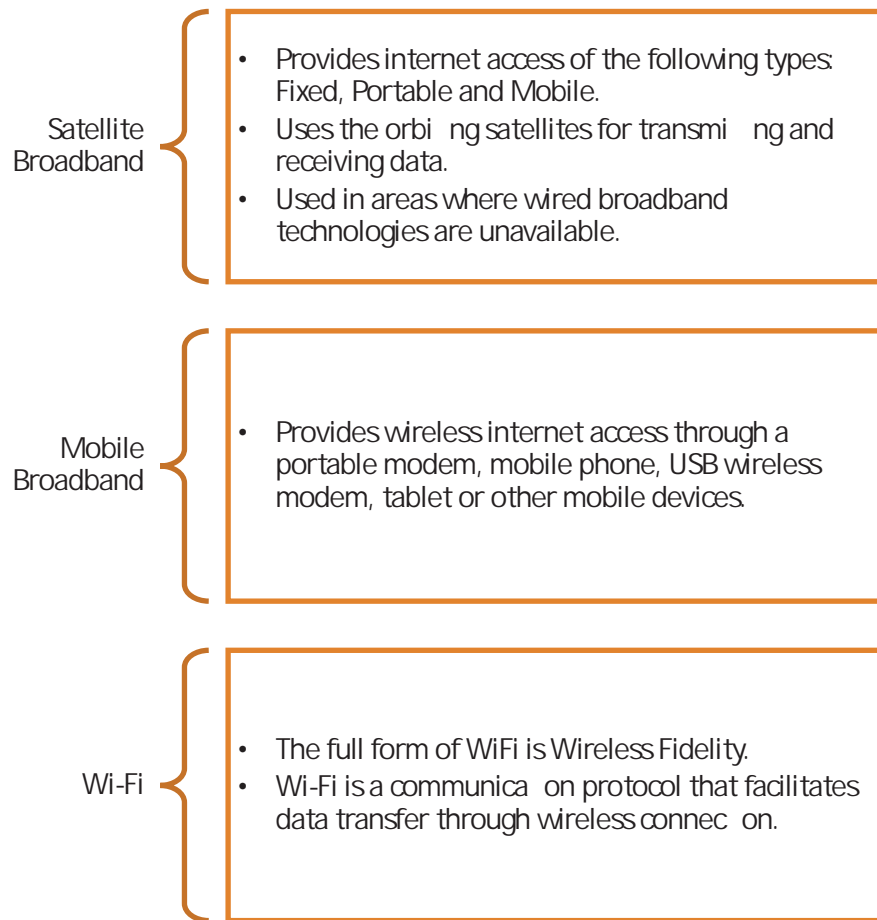 Satellite
Broadband
• Provides internet access of the following types:
Fixed, Portable and Mobile.
• Uses the orbi ng satellites for transmi ng and
receiving data.
• Used in areas where wired broadband
technologies are unavailable.
Mobile
Broadband
• Provides wireless internet access through a
portable modem, mobile phone, USB wireless
modem, tablet or other mobile devices.
Wi-Fi
• The full form of WiFi is Wireless Fidelity.
• Wi-Fi is a communica on protocol that facilitates
data transfer through wireless connec on.